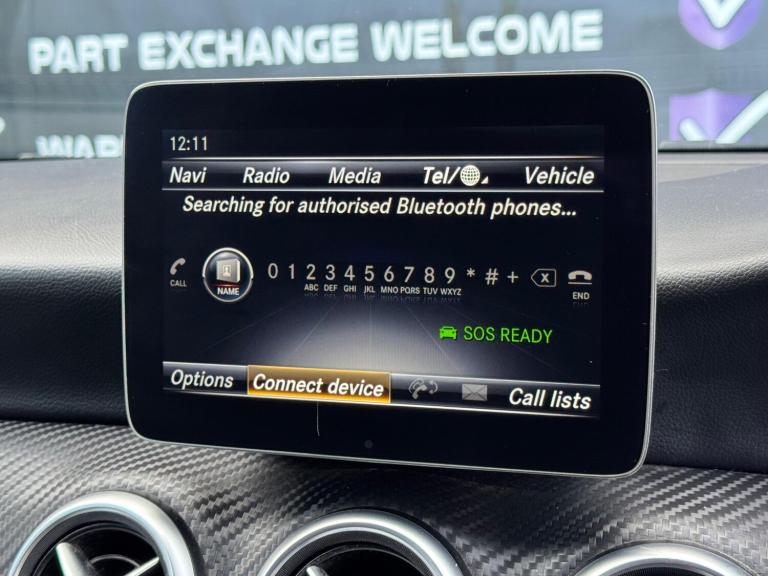 PART EXCHANGE WELCOME
12:11
Navi Radio Media Tel/ Vehicle
Searching for authorised Bluetooth phones...
CALL NAME 0 1 2 3 4 5 6 7 8 9 * # + X END
ABC DEF GHI JKL MNO PQRS TUV WXYZ
SOS READY
Options Connect device Call lists